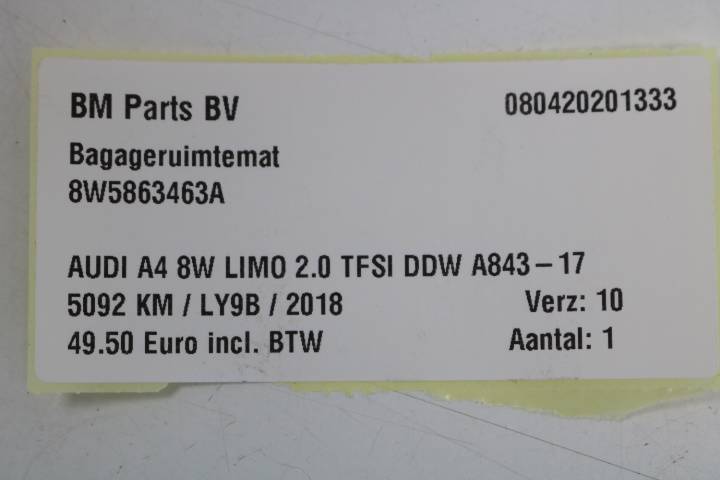 BM Parts BV 080420201333
Bagageruimtemat
8W5863463A
AUDI A4 8W LIMO 2.0 TFSI DDW A843-17
5092 KM / LY9B / 2018 Verz: 10
49.50 Euro incl. BTW Aantal: 1